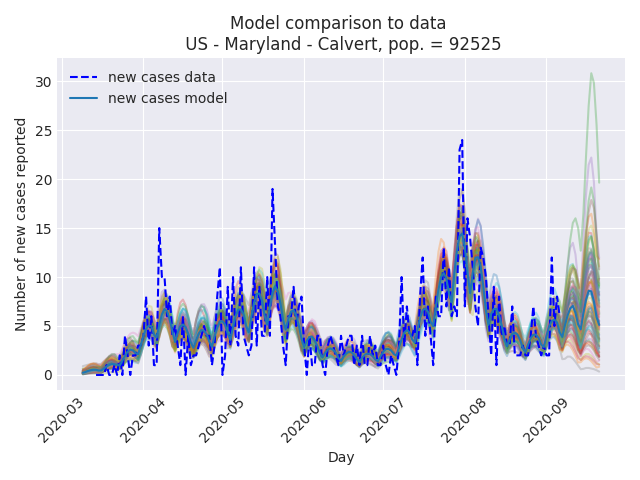 Model comparison to data
US - Maryland - Calvert, pop. = 92525
new cases data
new cases model
Number of new cases reported
30
25
20
15
10
5
0
2020-03
2020-04
2020-05
2020-06
2020-07
2020-08
2020-09
Day